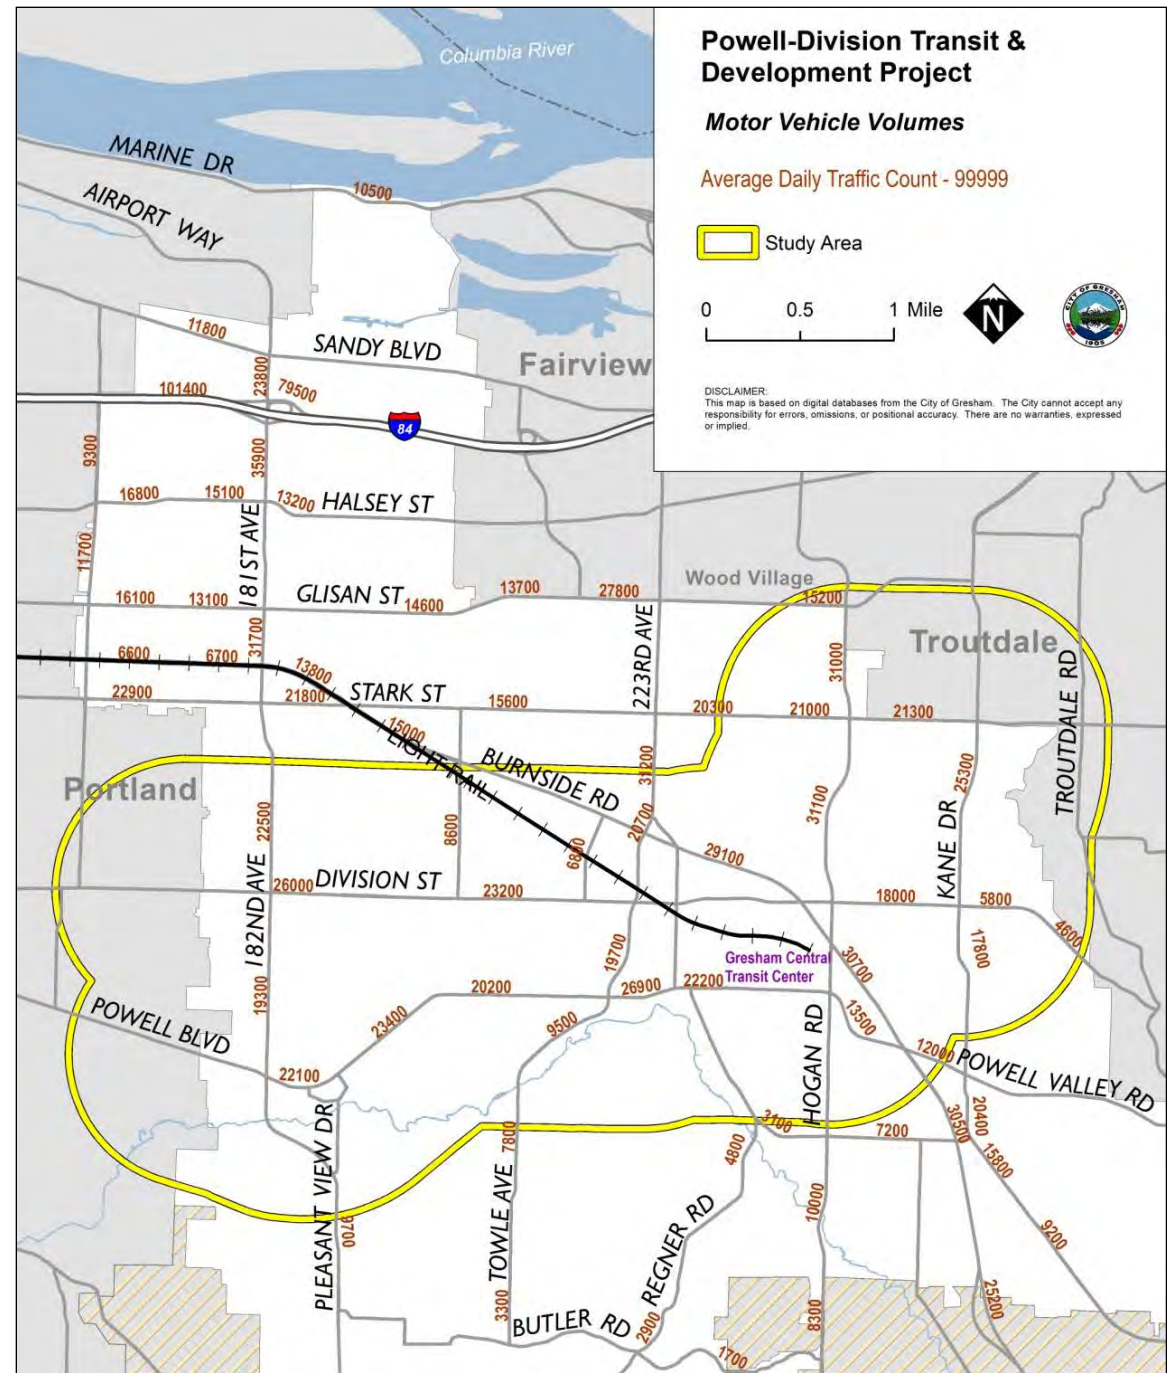 Powell-Division Transit &
Development Project
Motor Vehicle Volumes
Average Daily Traffic Count - 99999
Study Area
0 0.5 1 Mile
N
CITY OF GRESHAM
1905
DISCLAIMER:
This map is based on digital databases from the City of Gresham. The City cannot accept any
responsibility for errors, omissions, or positional accuracy. There are no warranties, expressed
or implied.
Columbia River
MARINE DR
10500
AIRPORT WAY
11800
SANDY BLVD
Fairview
23800
101400
79500
84
9300
35900
16800
15100
13200
HALSEY ST
181ST AVE
11700
Wood Village
16100
13100
GLISAN ST
14600
13700
27800
15200
31700
223RD AVE
31000
Troutdale
6600
6700
13800
22900
21800
STARK ST
15600
20300
21000
21300
TROUTDALE RD
15000
LIGHT RAIL
BURNSIDE RD
31200
25300
Portland
22500
8600
20700
31100
6800
29100
KANE DR
182ND AVE
26000
DIVISION ST
23200
18000
5800
4600
19700
17800
30700
Gresham Central
Transit Center
19300
20200
26900
22200
POWELL BLVD
23400
9500
13500
HOGAN RD
12000
POWELL VALLEY RD
22100
PLEASANT VIEW DR
7800
3100
7200
30500
20400
4800
15800
TOWLE AVE
10000
REGNER RD
9700
9200
3300
BUTLER RD
2900
8300
25200
1700